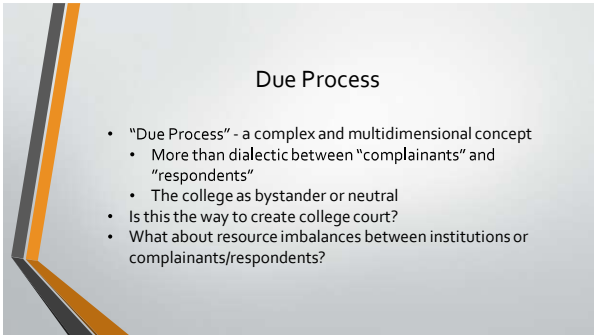 Due Process
• “Due Process” - a complex and multidimensional concept
• More than dialectic between “complainants” and
“respondents”
• The college as bystander or neutral
• Is this the way to create college court?
• What about resource imbalances between institutions or
complainants/respondents?